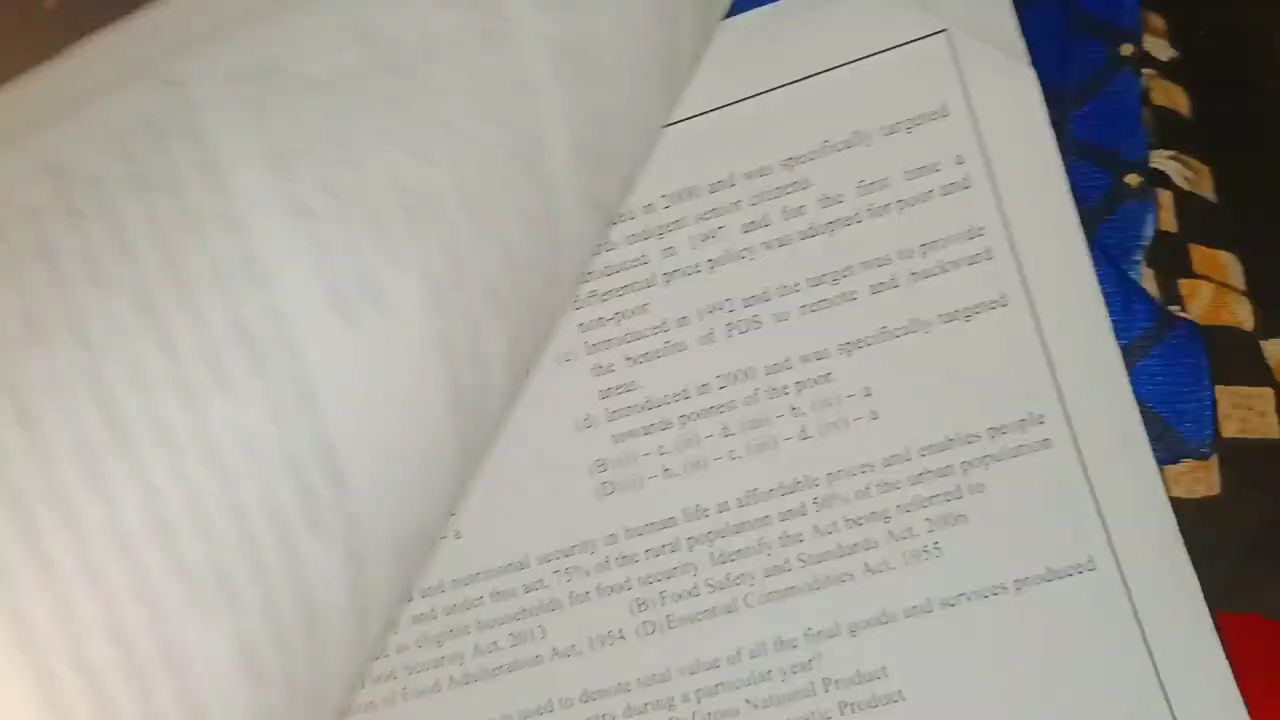 in 2000 and was specifically targeted
indigent senior citizens.
in 1997 and for the first time a
differential price policy was adopted for poor and
non-poor
Introduced in 1992 and the target was to provide
the benefits of PDS to remote and backward
areas.
(d) Introduced in 2000 and was specifically targeted
towards poorest of the poor.
(B) – c, (ii) – d, (iii) – b, (iv) – a
(D) – b, (ii) – c, (iii) – d, (iv) – a
– a
and nutritional security in human life at affordable prices and enables people
and under this act, 75% of the rural population and 50% of the urban population
as eligible households for food security. Identify the Act being referred to
Security Act, 2013
(B) Food Safety and Standards Act, 2006
of Food Adulteration Act, 1954 (D) Essential Commodities Act, 1955
used to denote total value of all the final goods and services produced
during a particular year?
Gross National Product
Product